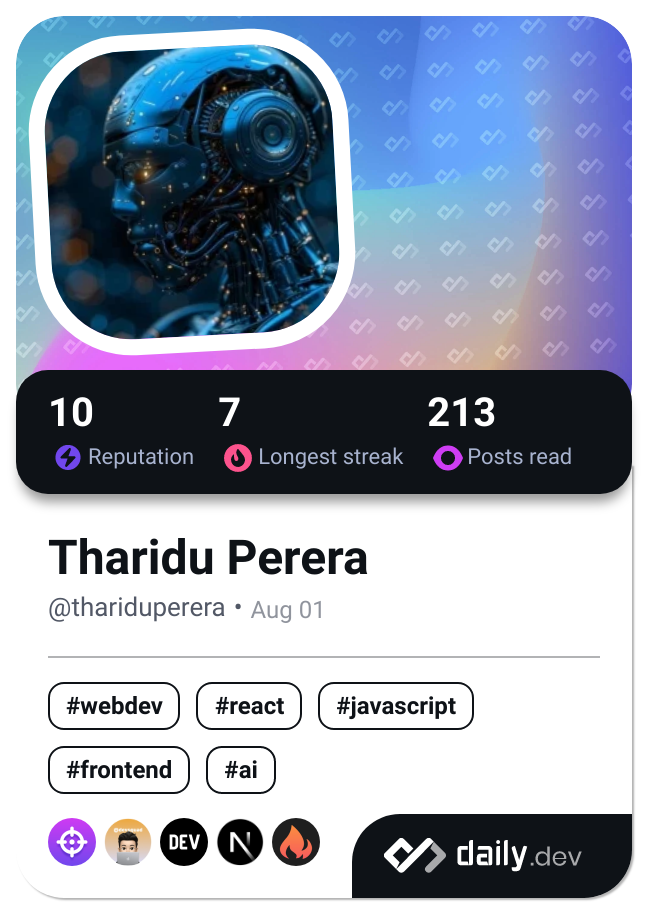 10 7 213
Reputation Longest streak Posts read
Tharidu Perera
@thariduperera • Aug 01
#webdev #react #javascript
#frontend #ai
DEV N
daily.dev